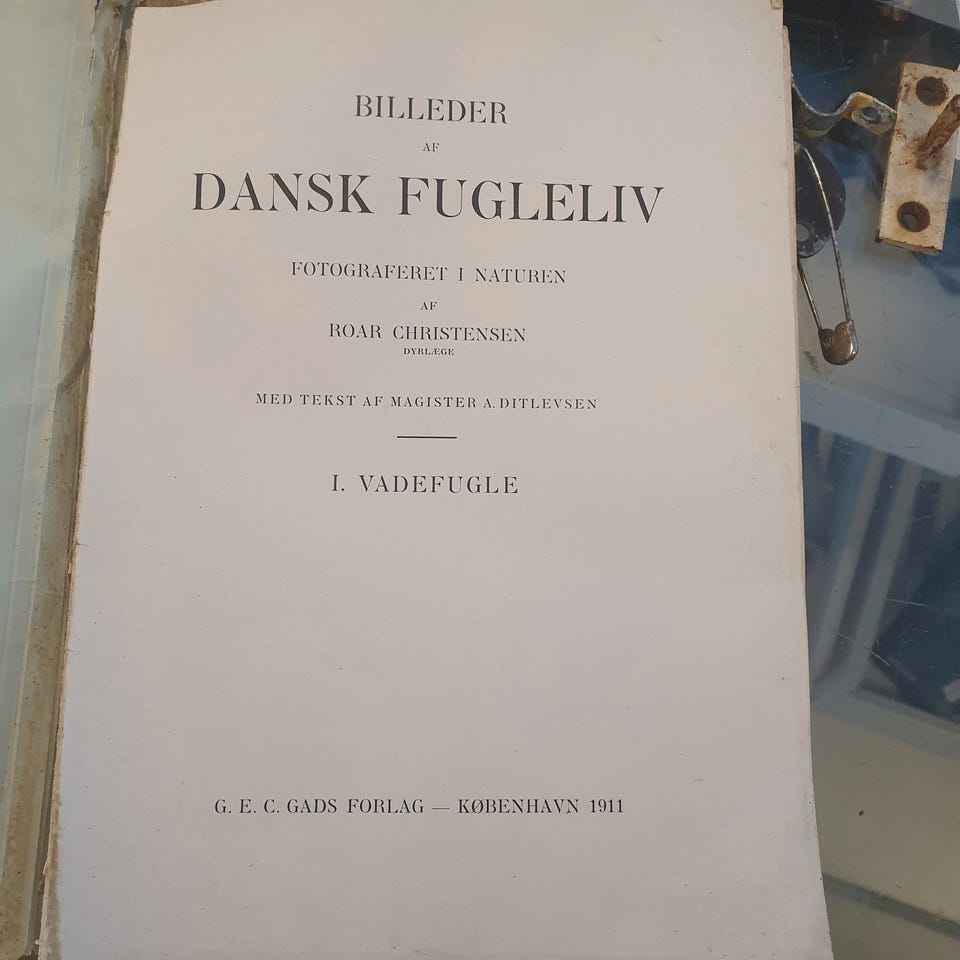 BILLEDER
AF
DANSK FUGLELIV
FOTOGRAFERET I NATUREN
AF
ROAR CHRISTENSEN
DYRLÆGE
MED TEKST AF MAGISTER A. DITLEVSEN
I. VADEFUGLE
G. E. C. GADS FORLAG — KØBENHAVN 1911